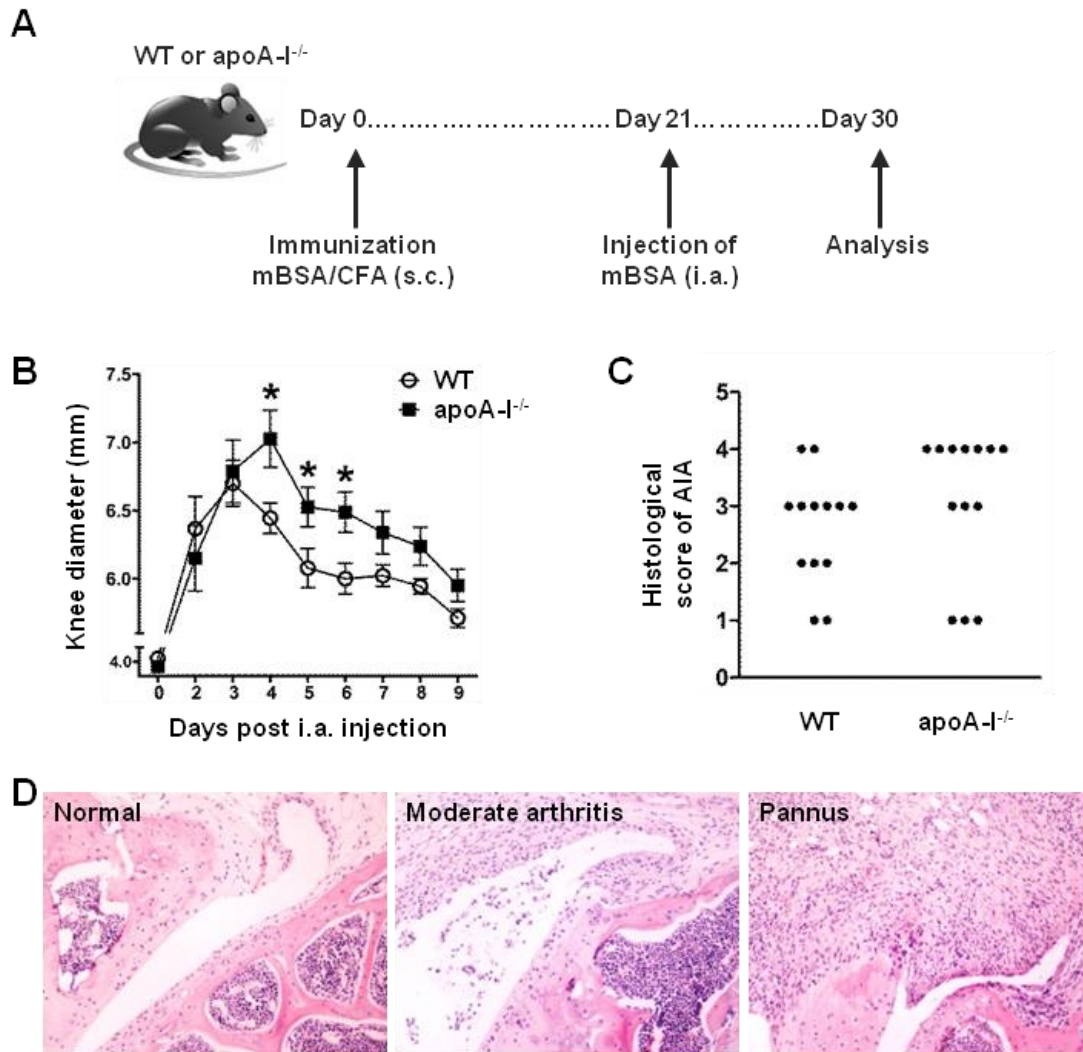 A
WT or apoA-I-/-
Day 0……………………Day 21…………..Day 30
Immunization
mBSA/CFA (s.c.)
Injection of
mBSA (i.a.)
Analysis
B
7.5
7.0
6.5
6.0
4.0
Knee diameter (mm)
WT
apoA-I-/-
*
*
*
0 2 3 4 5 6 7 8 9
Days post i.a. injection
C
5
4
3
2
1
0
Histological
score of AIA
WT apoA-I-/-
D
Normal
Moderate arthritis
Pannus